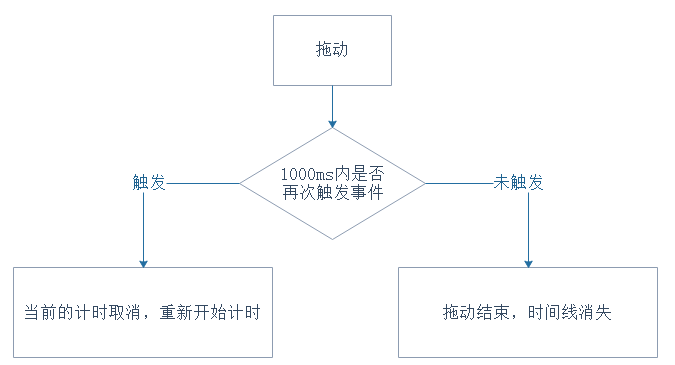 拖动
1000ms内是否
再次触发事件
触发
未触发
当前的计时取消，重新开始计时
拖动结束，时间线消失